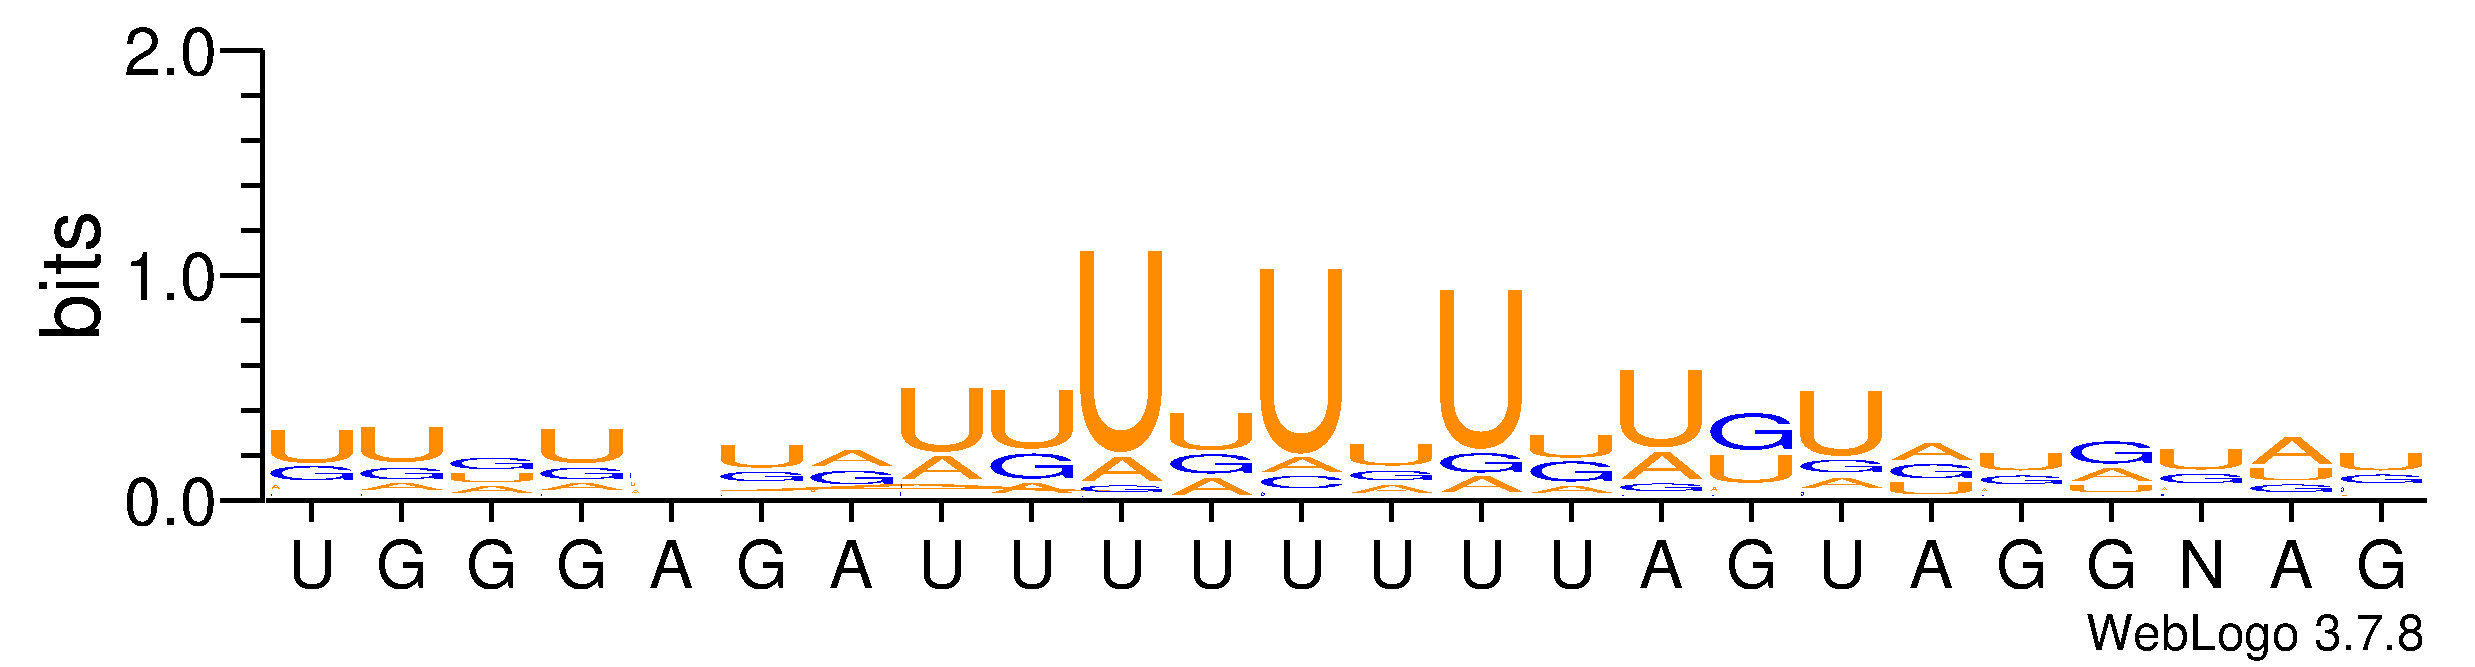 2.0
1.0
0.0
bits
U G G G A G A U U U U U U U U A G U A G G N A G
WebLogo 3.7.8